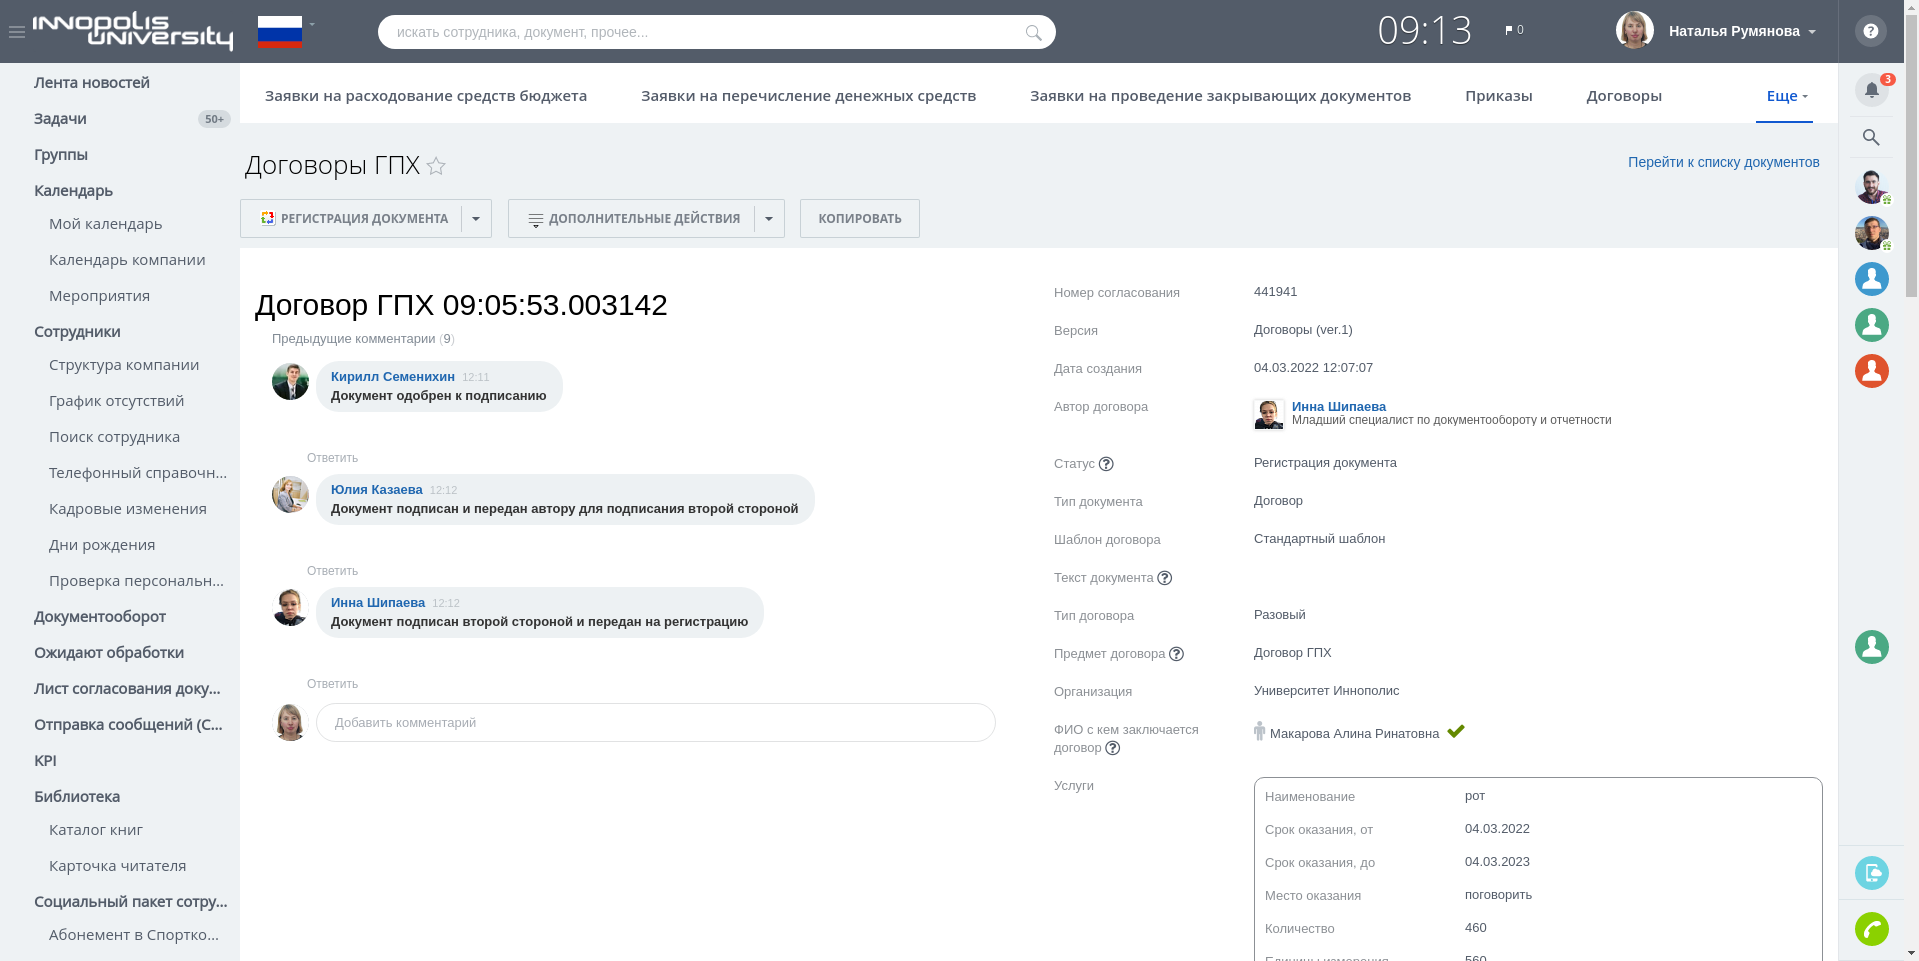 INNOPOLIS
UNIVERSITY
искать сотрудника, документ, прочее...
09:13
0
Наталья Румянова
?
Лента новостей
Задачи
50+
Группы
Календарь
Мой календарь
Календарь компании
Мероприятия
Сотрудники
Структура компании
График отсутствий
Поиск сотрудника
Телефонный справочн...
Кадровые изменения
Дни рождения
Проверка персональн...
Документооборот
Ожидают обработки
Лист согласования доку...
Отправка сообщений (С...
KPI
Библиотека
Каталог книг
Карточка читателя
Социальный пакет сотру...
Абонемент в Спортко...
Заявки на расходование средств бюджета
Заявки на перечисление денежных средств
Заявки на проведение закрывающих документов
Приказы
Договоры
Еще
3
Договоры ГПХ
Перейти к списку документов
РЕГИСТРАЦИЯ ДОКУМЕНТА
ДОПОЛНИТЕЛЬНЫЕ ДЕЙСТВИЯ
КОПИРОВАТЬ
Договор ГПХ 09:05:53.003142
Предыдущие комментарии (9)
Кирилл Семенихин 12:11
Документ одобрен к подписанию
Ответить
Юлия Казаева 12:12
Документ подписан и передан автору для подписания второй стороной
Ответить
Инна Шипаева 12:12
Документ подписан второй стороной и передан на регистрацию
Ответить
Добавить комментарий
Номер согласования 441941
Версия Договоры (ver.1)
Дата создания 04.03.2022 12:07:07
Автор договора Инна Шипаева
Младший специалист по документообороту и отчетности
Статус ? Регистрация документа
Тип документа Договор
Шаблон договора Стандартный шаблон
Текст документа ?
Тип договора Разовый
Предмет договора ? Договор ГПХ
Организация Университет Иннополис
ФИО с кем заключается
договор ? Макарова Алина Ринатовна
Услуги
Наименование рот
Срок оказания, от 04.03.2022
Срок оказания, до 04.03.2023
Место оказания поговорить
Количество 460
Единицы измерения 560